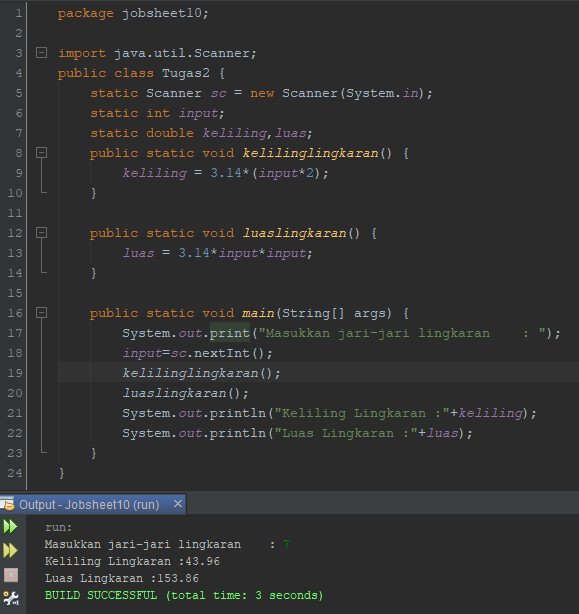 1 package jobsheet10;
2
3 import java.util.Scanner;
4 public class Tugas2 {
5     static Scanner sc = new Scanner(System.in);
6     static int input;
7     static double keliling,luas;
8     public static void kelilinglingkaran() {
9         keliling = 3.14*(input*2);
10     }
11
12     public static void luaslingkaran() {
13         luas = 3.14*input*input;
14     }
15
16     public static void main(String[] args) {
17         System.out.print("Masukkan jari-jari lingkaran    : ");
18         input=sc.nextInt();
19         kelilinglingkaran();
20         luaslingkaran();
21         System.out.println("Keliling Lingkaran :"+keliling);
22         System.out.println("Luas Lingkaran :"+luas);
23     }
24 }
Output - Jobsheet10 (run) ×
run:
Masukkan jari-jari lingkaran    : 7
Keliling Lingkaran :43.96
Luas Lingkaran :153.86
BUILD SUCCESSFUL (total time: 3 seconds)